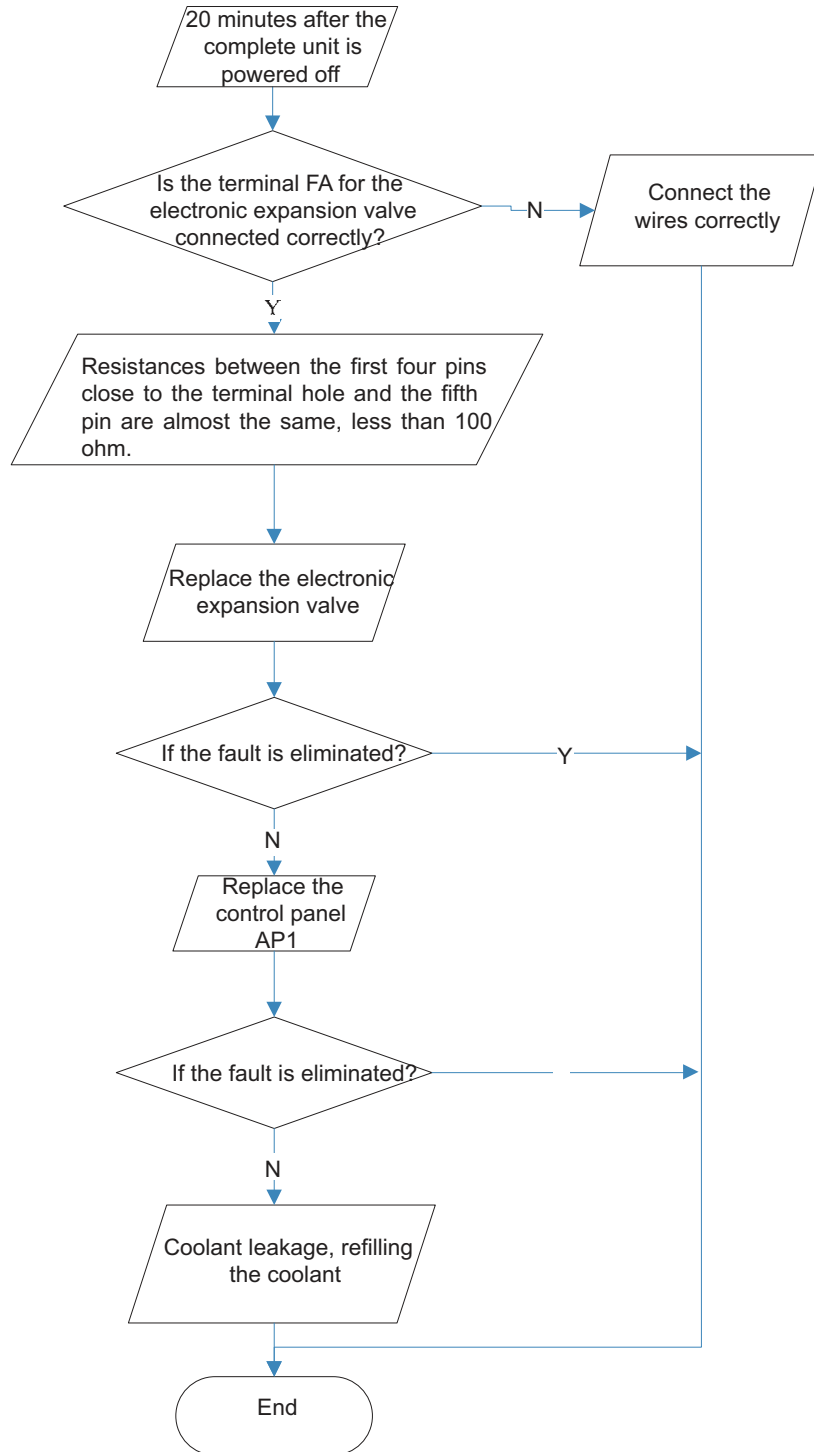 20 minutes after the
complete unit is
powered off
Is the terminal FA for the
electronic expansion valve
connected correctly?
N
Connect the
wires correctly
Y
Resistances between the first four pins
close to the terminal hole and the fifth
pin are almost the same, less than 100
ohm.
Replace the electronic
expansion valve
If the fault is eliminated?
Y
N
Replace the
control panel
AP1
If the fault is eliminated?
N
Coolant leakage, refilling
the coolant
End